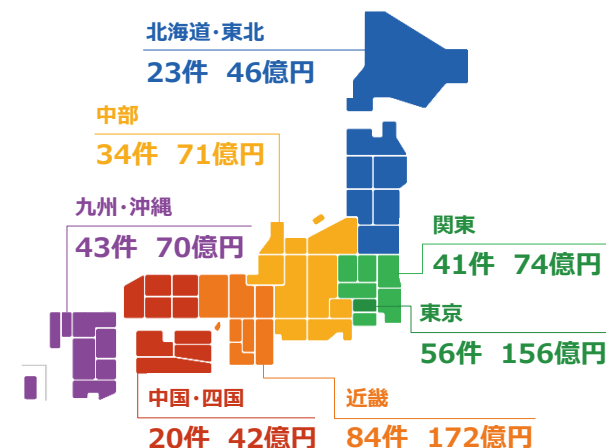 北海道・東北
23件 46億円
中部
34件 71億円
九州・沖縄
43件 70億円
関東
41件 74億円
東京
56件 156億円
中国・四国
20件 42億円
近畿
84件 172億円